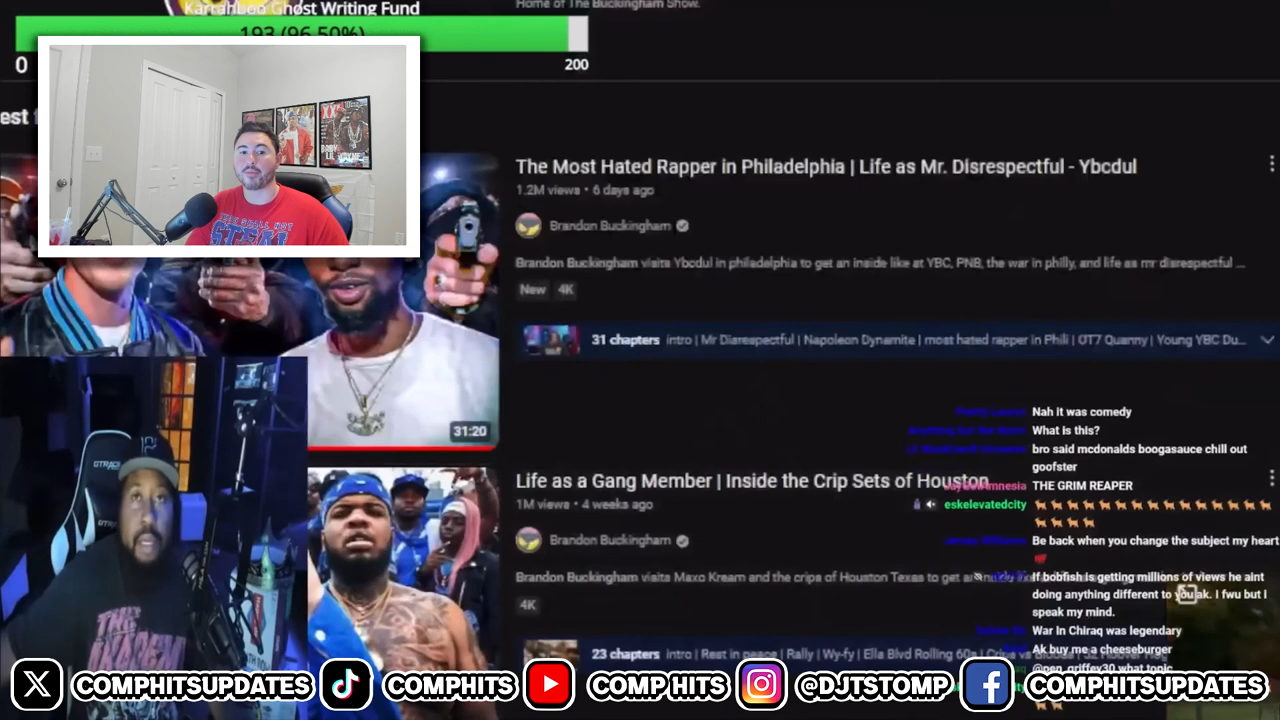 KarrahBoo Ghost Writing Fund
Home of The Buckingham Show.
193 (96.50%)
0
200
est
The Most Hated Rapper in Philadelphia | Life as Mr. Disrespectful - Ybcdul
1.2M views • 6 days ago
Brandon Buckingham
Brandon Buckingham visits Ybcdul in philadelphia to get an inside like at YBC, PNB, the war in philly, and life as mr disrespectful ...
New 4K
31 chapters intro | Mr Disrespectful | Napoleon Dynamite | most hated rapper in Phili | OT7 Quanny | Young YBC Du...
31:20
Nah it was comedy
What is this?
bro said mcdonalds boogasauce chill out
goofster
Life as a Gang Member | Inside the Crip Sets of Houston
THE GRIM REAPER
1M views • 4 weeks ago
eskelevatedcity
Brandon Buckingham
Be back when you change the subject my heart
Brandon Buckingham visits Maxo Kream and the crips of Houston Texas to get
If bobfish is getting millions of views he aint
doing anything different to you ak. I fwu but I
speak my mind.
4K
War In Chiraq was legendary
Ak buy me a cheeseburger
23 chapters intro | Rest in peace | Rally | Wy-fy | Ella Blvd Rolling 60s
what topic
X COMPHITSUPDATES COMPHITS COMP HITS @DJTSTOMP COMPHITSUPDATES